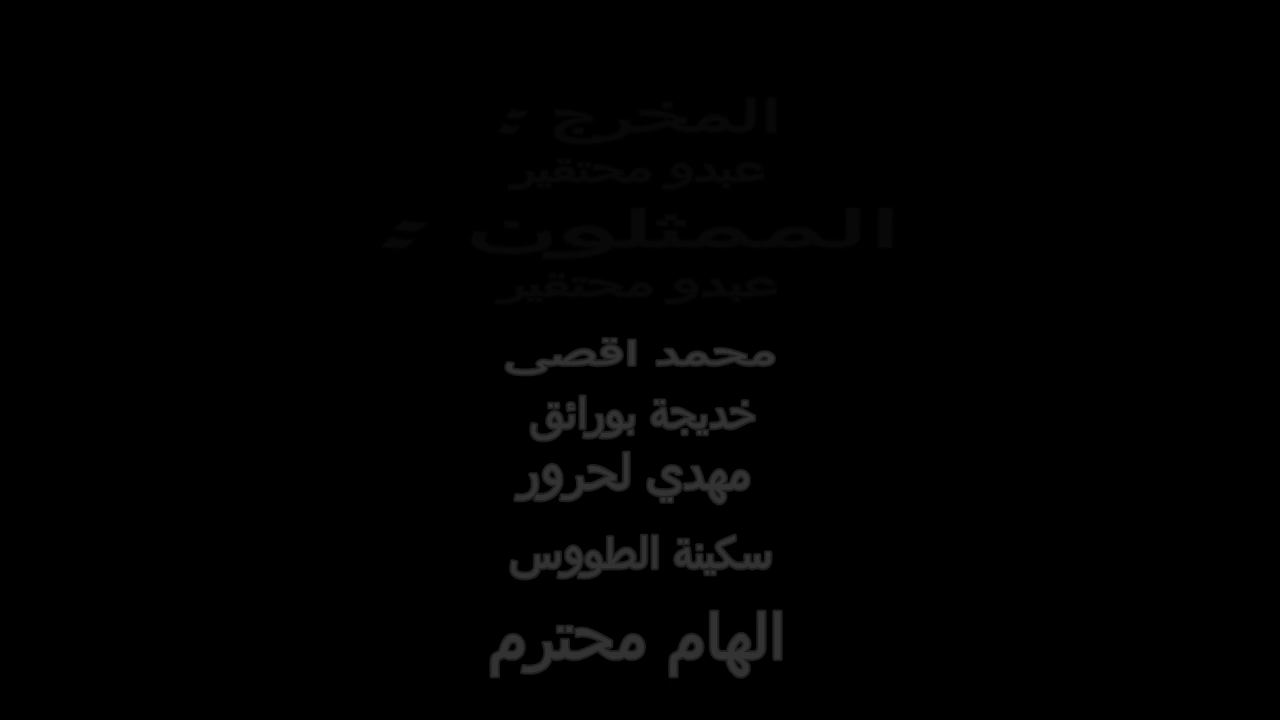 المخرج :
عبدو محتقير
الممثلون :
عبدو محتقير
محمد اقصى
خديجة بورائق
مهدي لحرور
سكينة الطووس
الهام محترم